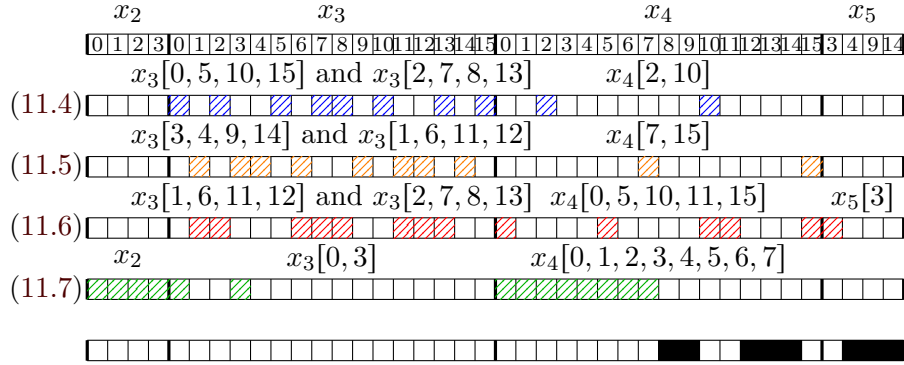 x₂ x₃ x₄ x₅
0 1 2 3 0 1 2 3 4 5 6 7 8 9 10 11 12 13 14 15 0 1 2 3 4 5 6 7 8 9 10 11 12 13 14 15 3 4 9 14
x₃[0, 5, 10, 15] and x₃[2, 7, 8, 13] x₄[2, 10]
(11.4)
x₃[3, 4, 9, 14] and x₃[1, 6, 11, 12] x₄[7, 15]
(11.5)
x₃[1, 6, 11, 12] and x₃[2, 7, 8, 13] x₄[0, 5, 10, 11, 15] x₅[3]
(11.6)
x₂ x₃[0, 3] x₄[0, 1, 2, 3, 4, 5, 6, 7]
(11.7)